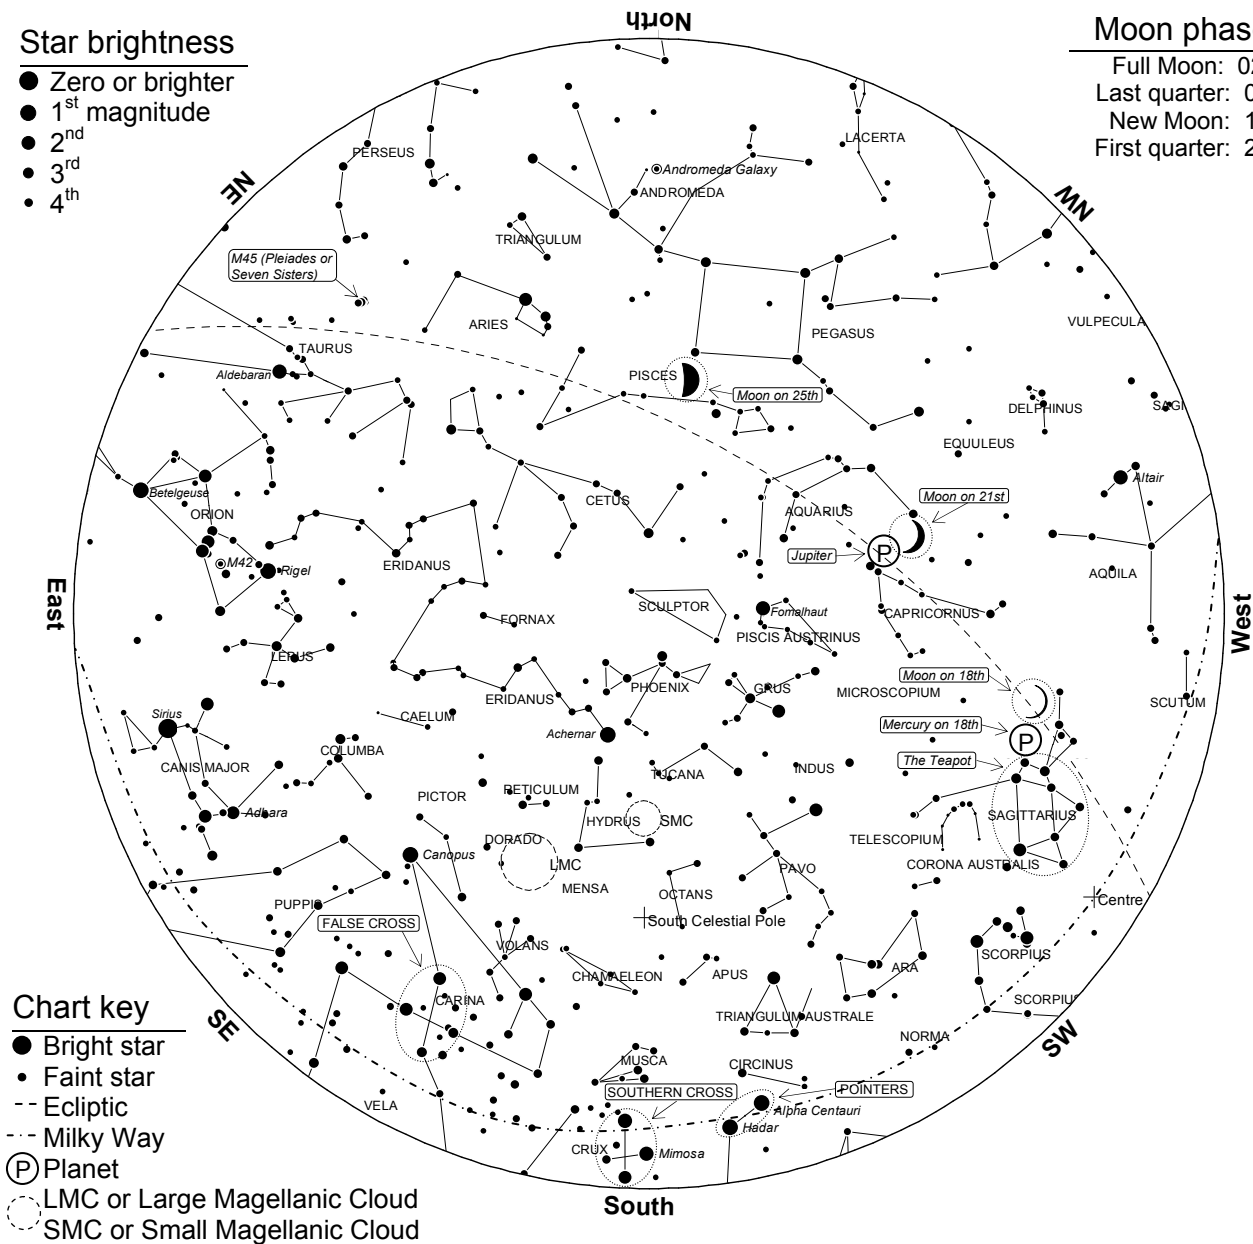 North
Star brightness
Zero or brighter
1st magnitude
2nd
3rd
4th
Moon phas
Full Moon: 02
Last quarter: 0
New Moon: 1
First quarter: 2
NE
NW
PERSEUS
LACERTA
Andromeda Galaxy
ANDROMEDA
TRIANGULUM
M45 (Pleiades or
Seven Sisters)
ARIES
PEGASUS
VULPECULA
TAURUS
Aldebaran
PISCES
Moon on 25th
DELPHINUS
SAGI
EQUULEUS
Betelgeuse
Altair
CETUS
Moon on 21st
AQUARIUS
ORION
Jupiter
M42
Rigel
ERIDANUS
AQUILA
East
West
FORNAX
SCULPTOR
Fomalhaut
CAPRICORNUS
PISCIS AUSTRINUS
LEPUS
Moon on 18th
PHOENIX
GRUS
MICROSCOPIUM
ERIDANUS
SCUTUM
Sirius
CAELUM
Mercury on 18th
Achernar
COLUMBA
The Teapot
CANIS MAJOR
TUCANA
INDUS
RETICULUM
PICTOR
Adhara
HYDRUS
SMC
SAGITTARIUS
DORADO
TELESCOPIUM
Canopus
LMC
CORONA AUSTRALIS
PAVO
MENSA
OCTANS
PUPPIS
Centre
FALSE CROSS
South Celestial Pole
VOLANS
SCORPIUS
CHAMAELEON
APUS
ARA
CARINA
SCORPIUS
TRIANGULUM AUSTRALE
SE
SW
NORMA
MUSCA
CIRCINUS
SOUTHERN CROSS
POINTERS
VELA
Alpha Centauri
Hadar
CRUX
Mimosa
South
Chart key
Bright star
Faint star
Ecliptic
Milky Way
P Planet
LMC or Large Magellanic Cloud
SMC or Small Magellanic Cloud
P
P